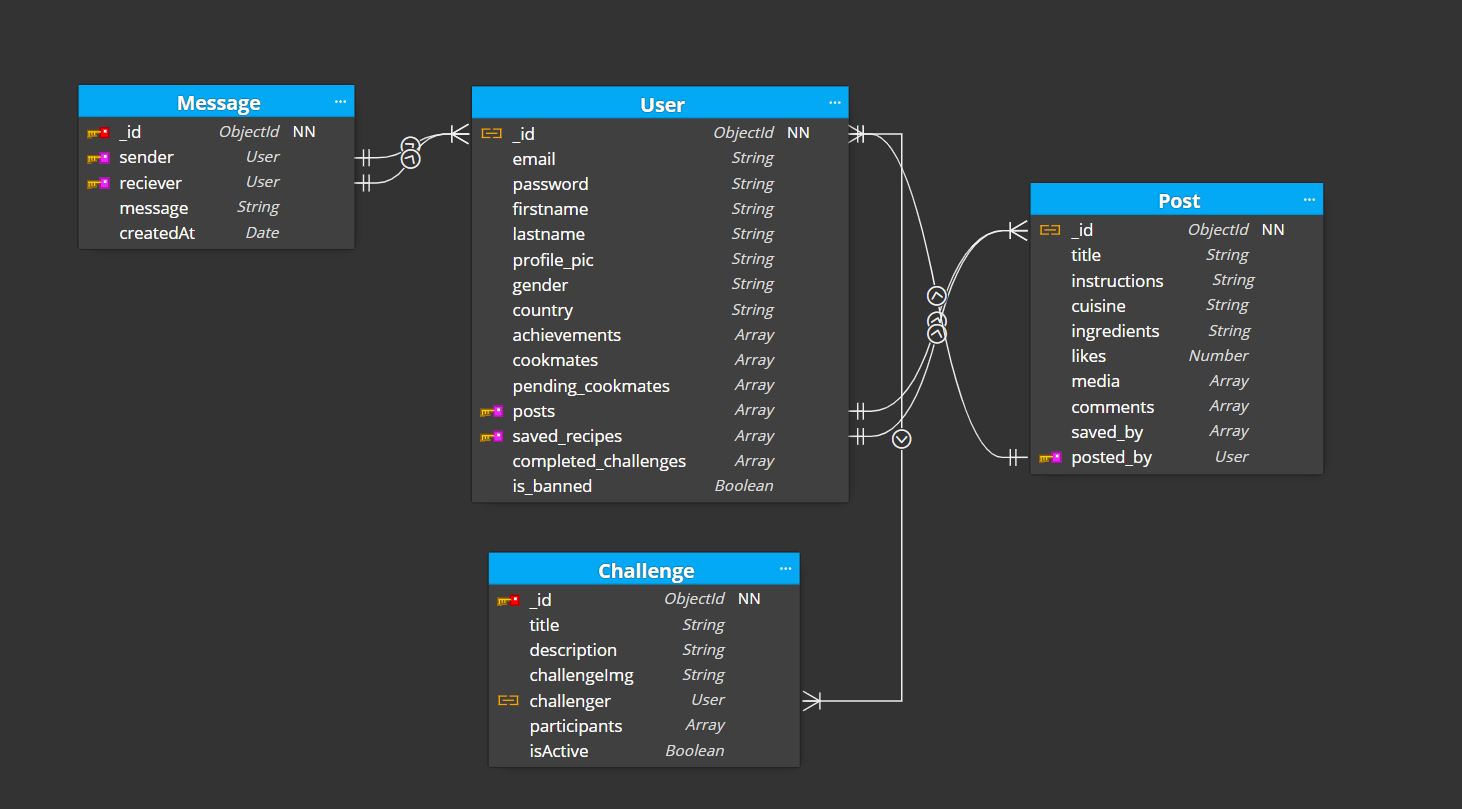 Message ...
_id ObjectId NN
sender User
reciever User
message String
createdAt Date
User ...
_id ObjectId NN
email String
password String
firstname String
lastname String
profile_pic String
gender String
country String
achievements Array
cookmates Array
pending_cookmates Array
posts Array
saved_recipes Array
completed_challenges Array
is_banned Boolean
Post ...
_id ObjectId NN
title String
instructions String
cuisine String
ingredients String
likes Number
media Array
comments Array
saved_by Array
posted_by User
Challenge ...
_id ObjectId NN
title String
description String
challengeImg String
challenger User
participants Array
isActive Boolean